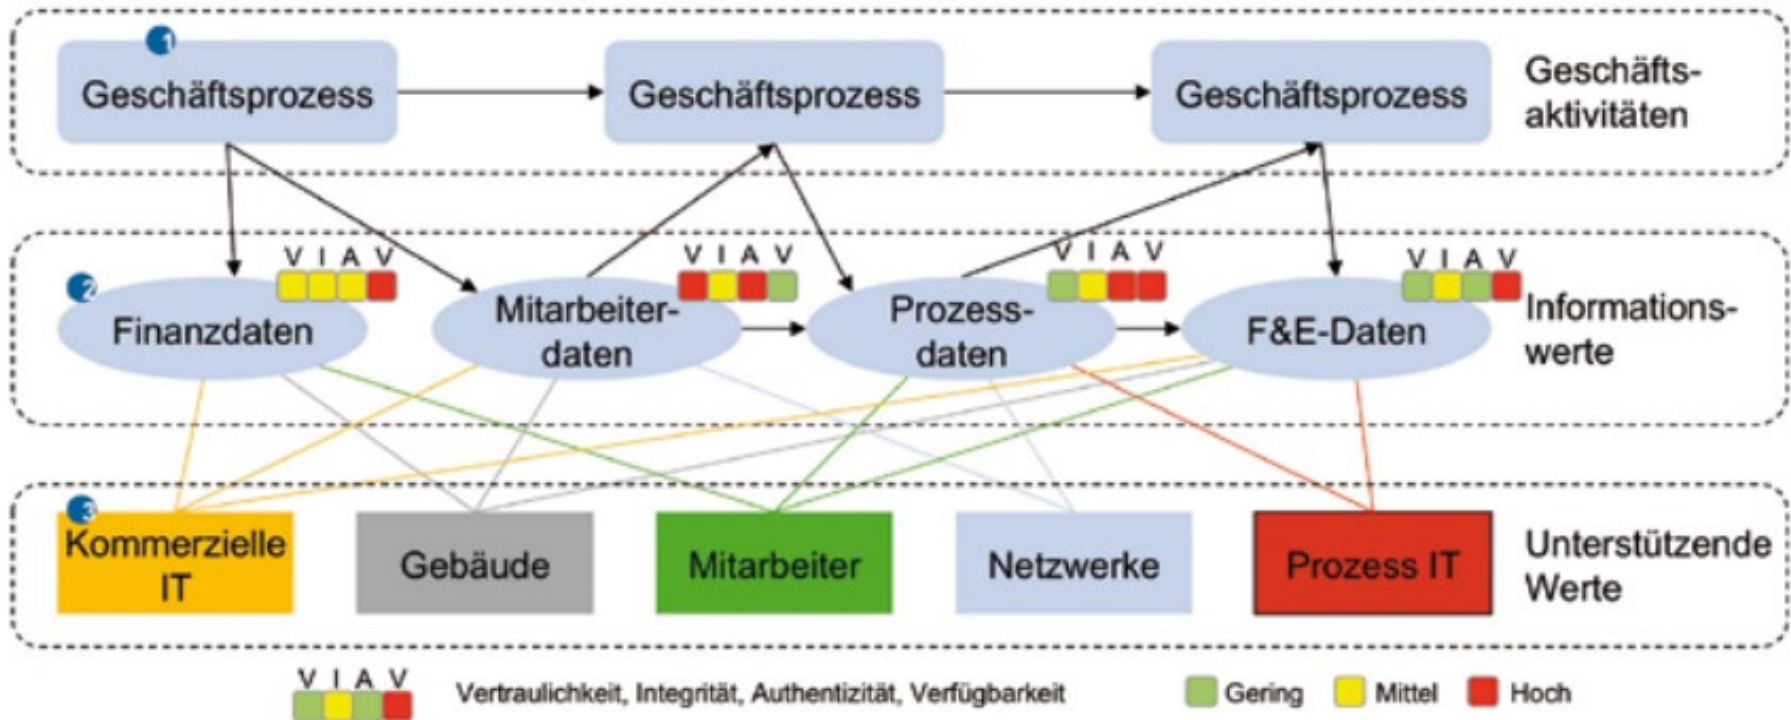 1
Geschäftsprozess
Geschäftsprozess
Geschäftsprozess
Geschäfts-
aktivitäten
V I A V
V I A V
V I A V
V I A V
2
Finanzdaten
Mitarbeiter-
daten
Prozess-
daten
F&E-Daten
Informations-
werte
3
Kommerzielle
IT
Gebäude
Mitarbeiter
Netzwerke
Prozess IT
Unterstützende
Werte
V I A V
Vertraulichkeit, Integrität, Authentizität, Verfügbarkeit
Gering
Mittel
Hoch